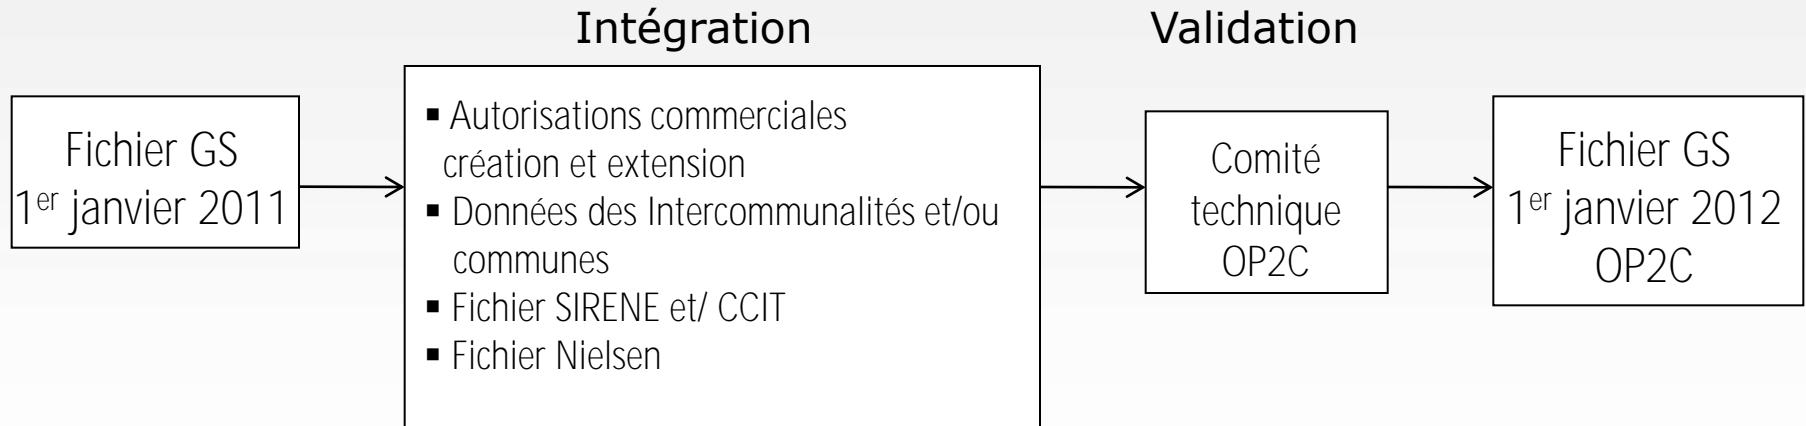 Intégration
Validation
Fichier GS
1er janvier 2011
▪ Autorisations commerciales
création et extension
▪ Données des Intercommunalités et/ou
communes
▪ Fichier SIRENE et/ CCIT
▪ Fichier Nielsen
Comité
technique
OP2C
Fichier GS
1er janvier 2012
OP2C